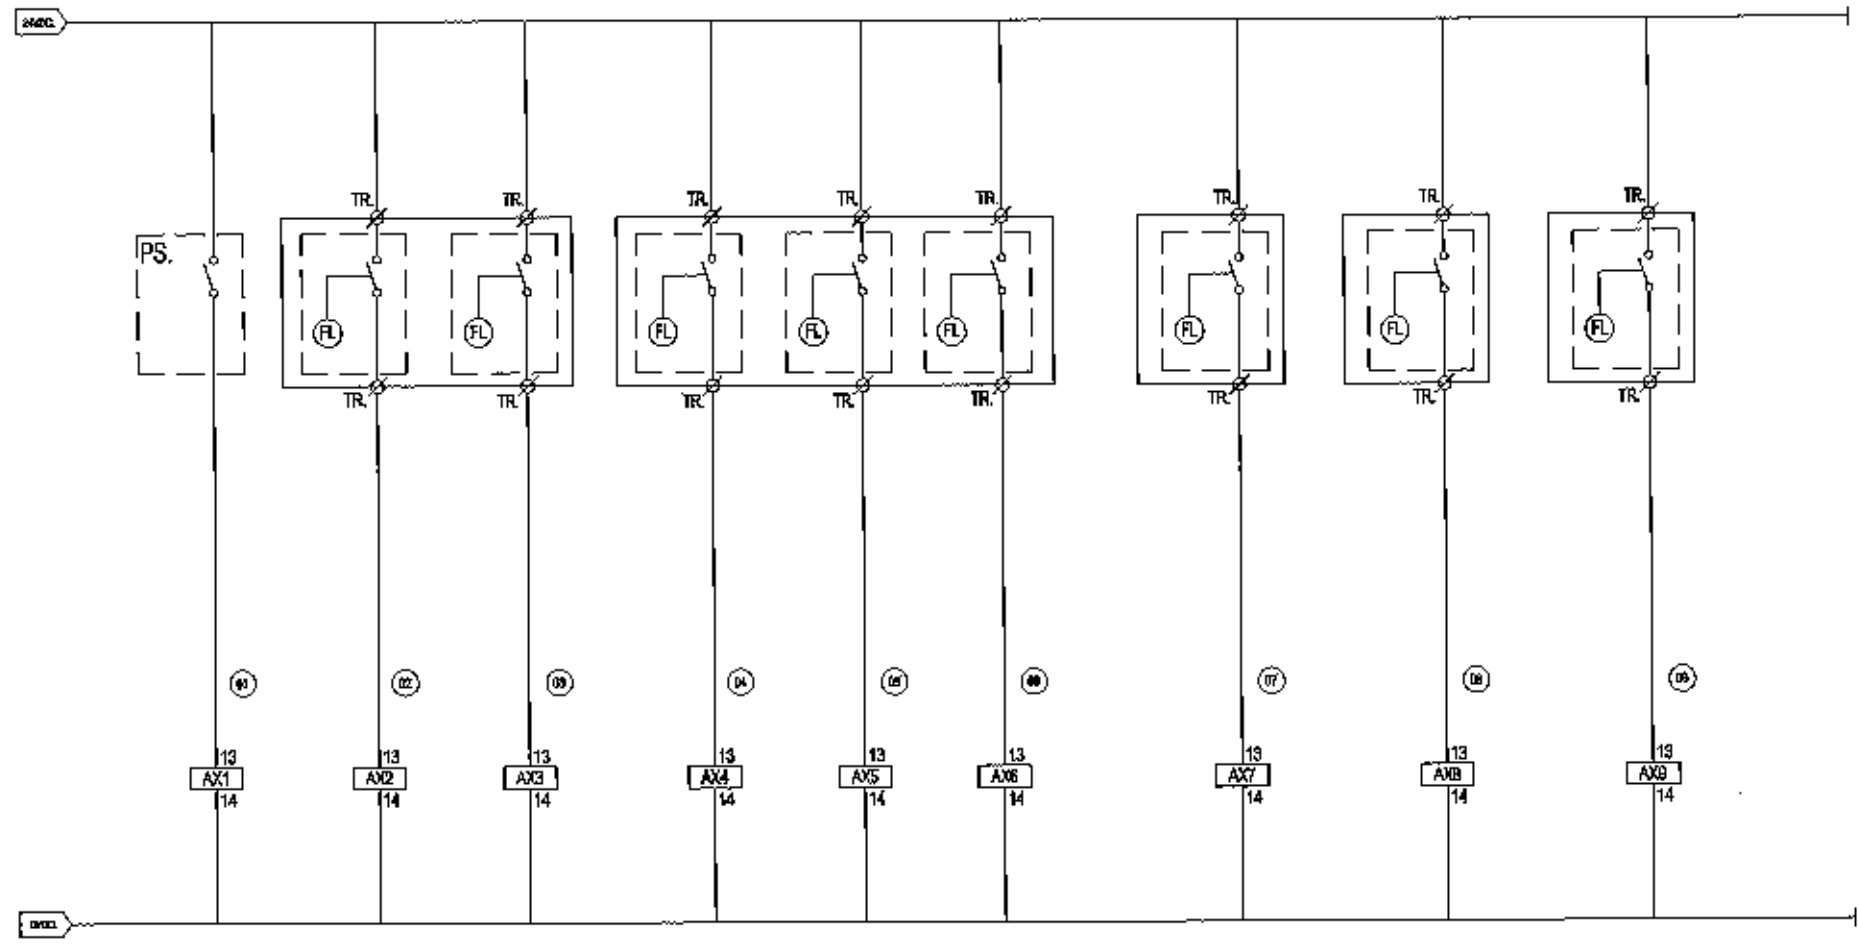 24VDC.
TR. TR. TR. TR. TR. TR. TR. TR.
PS.
FL FL FL FL FL FL FL FL
TR. TR. TR. TR. TR. TR. TR. TR.
02 03 04 05 07 08 09
13 13 13 13 13 13 13 13 13
AX1 AX2 AX3 AX4 AX5 AX6 AX7 AX8 AX9
14 14 14 14 14 14 14 14 14